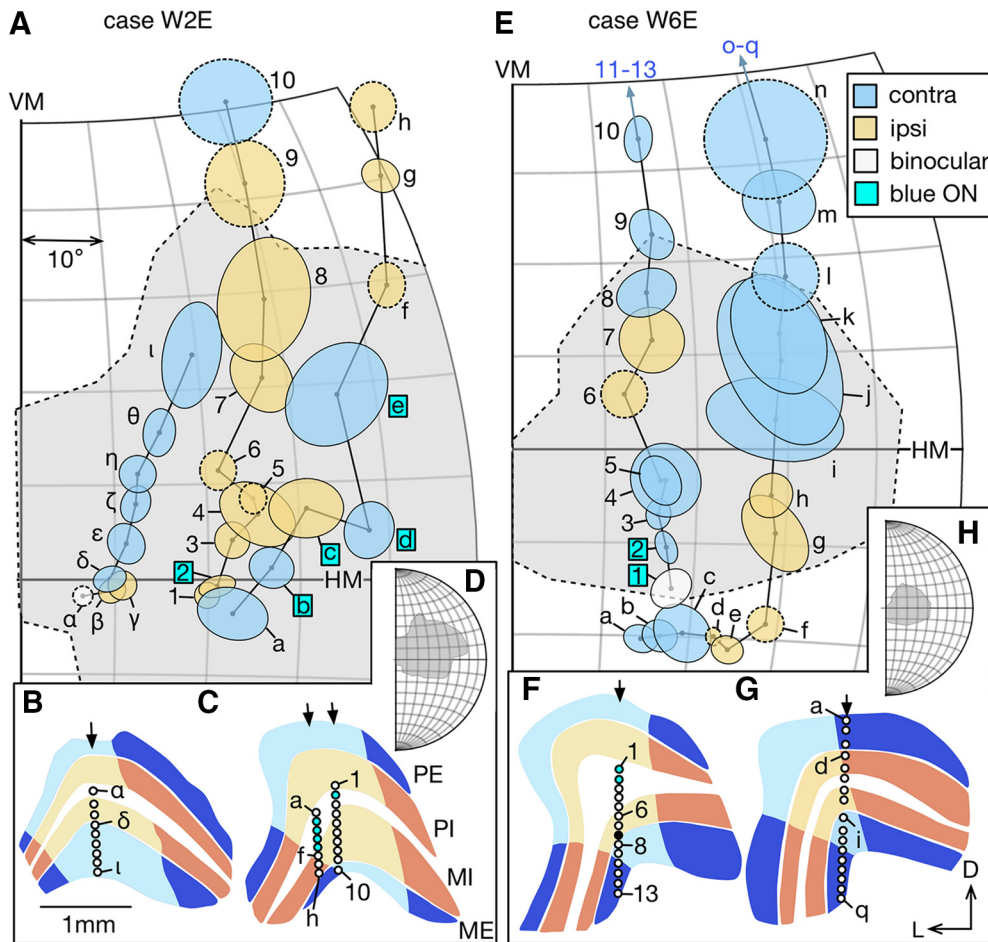 A
case W2E
VM
10
h
9
g
10°
8
f
ι
7
e
θ
6
η
5
4
ζ
c
d
3
ε
2
δ
HM
b
1
α
β
γ
a
E
case W6E
o-q
VM
11-13
n
contra
ipsi
binocular
blue ON
10
m
9
l
8
k
7
j
6
HM
i
5
4
h
3
g
2
1
c
b
d
a
e
f
D
H
B
α
δ
ι
1mm
C
1
a
f
h
10
PE
PI
MI
ME
F
1
6
8
13
G
a
d
i
q
D
L